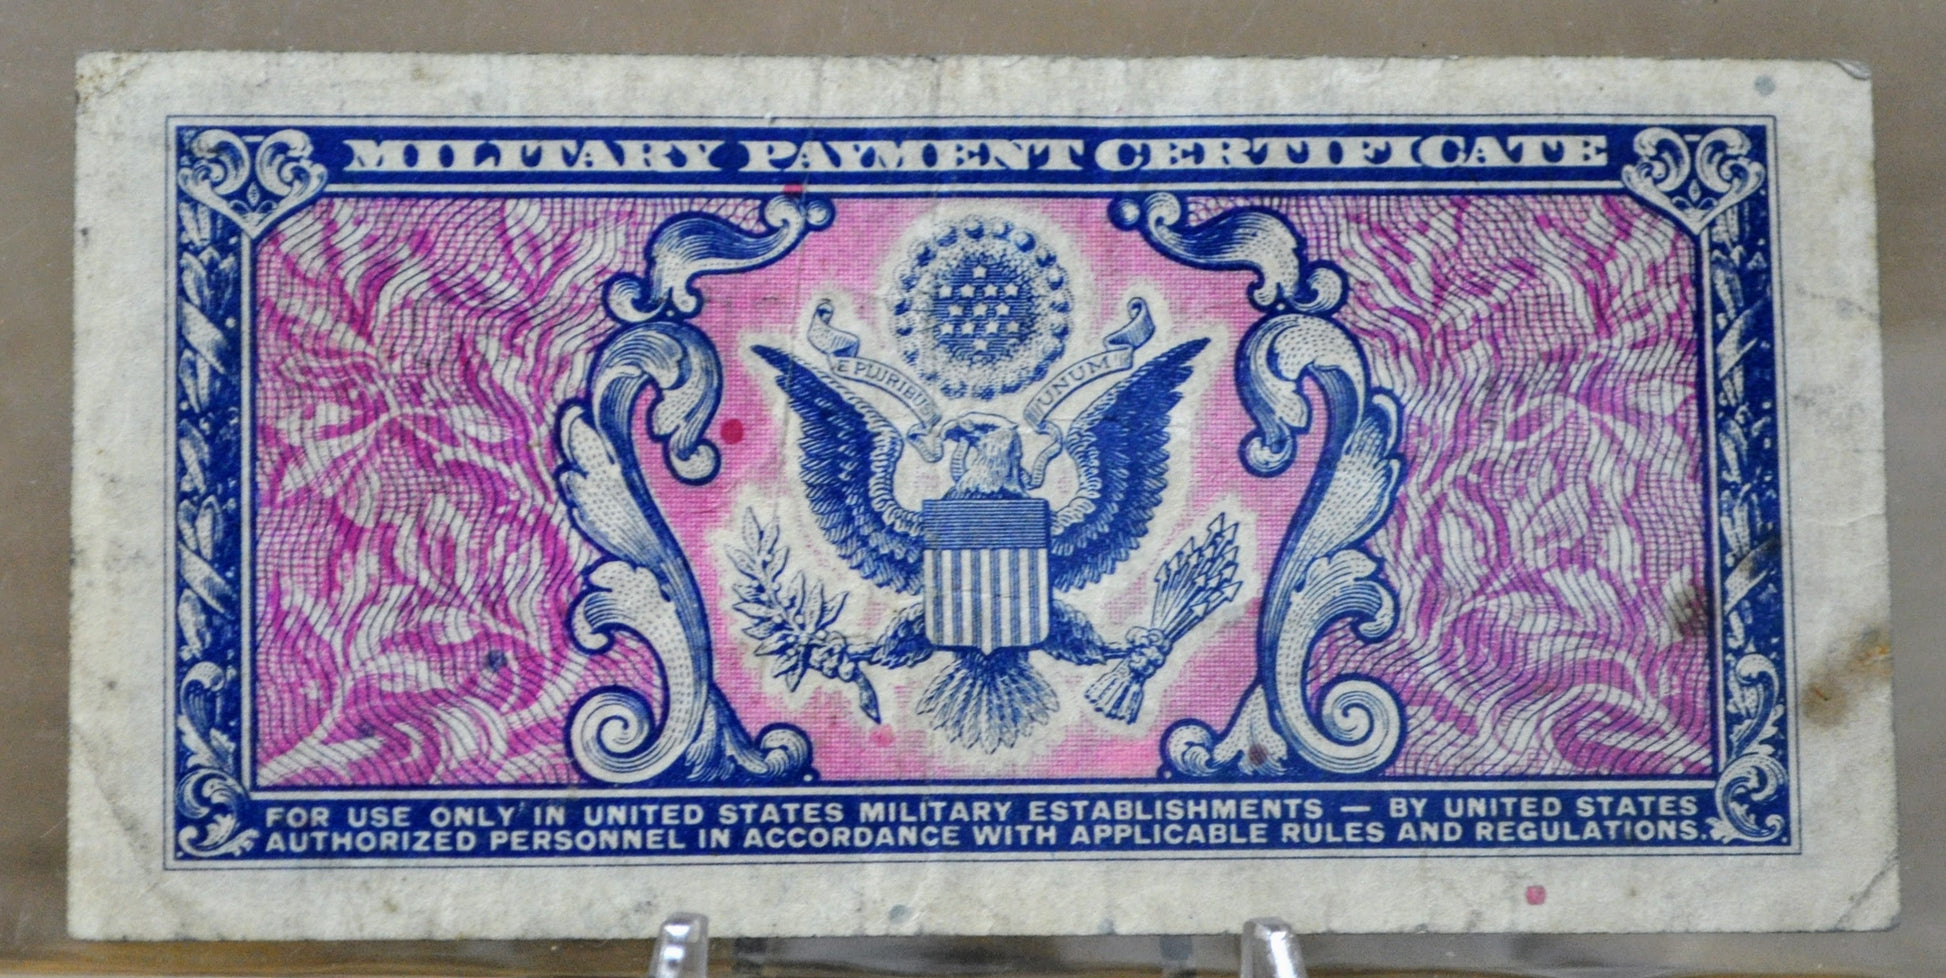 MILITARY PAYMENT CERTIFICATE
E PLURIBUS UNUM
FOR USE ONLY IN UNITED STATES MILITARY ESTABLISHMENTS — BY UNITED STATES
AUTHORIZED PERSONNEL IN ACCORDANCE WITH APPLICABLE RULES AND REGULATIONS.